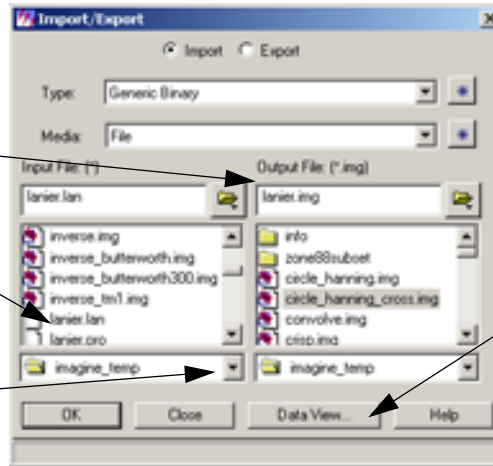 Import/Export
Import Export
Type: Generic Binary
Media: File
Input File: (*) Output File: (*.img)
lanier.lan lanier.img
inverse.img info
inverse_butterworth.img zone88subset
inverse_butterworth300.img circle_hanning.img
inverse_tm1.img circle_hanning_cross.img
lanier.lan convolve.img
lanier.pro crisp.img
imagine_temp imagine_temp
OK Close Data View... Help